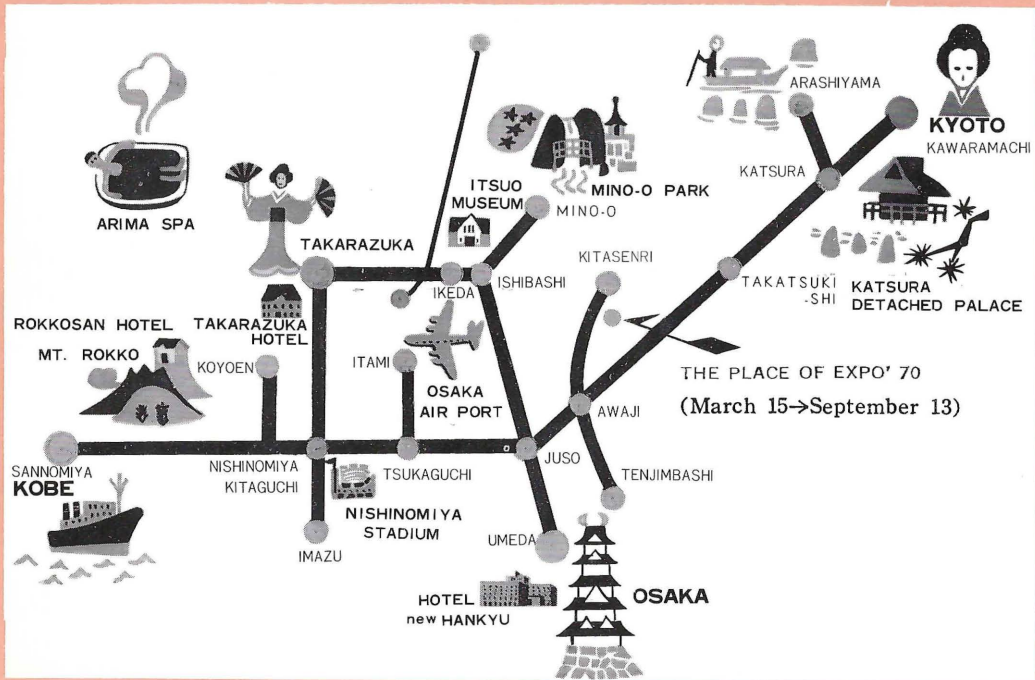 ARASHIYAMA
KYOTO
KAWARAMACHI
KATSURA
ITSUO
MUSEUM
MINO-O PARK
MINO-O
ARIMA SPA
TAKARAZUKA
KITASENRI
IKEDA
ISHIBASHI
TAKATSUKI
-SHI
KATSURA
DETACHED PALACE
ROKKOSAN HOTEL
MT. ROKKO
TAKARAZUKA
HOTEL
KOYOEN
ITAMI
OSAKA
AIR PORT
THE PLACE OF EXPO' 70
(March 15→September 13)
AWAJI
SANNOMIYA
KOBE
NISHINOMIYA
KITAGUCHI
TSUKAGUCHI
JUSO
TENJIMBASHI
NISHINOMIYA
STADIUM
IMAZU
UMEDA
HOTEL
new HANKYU
OSAKA